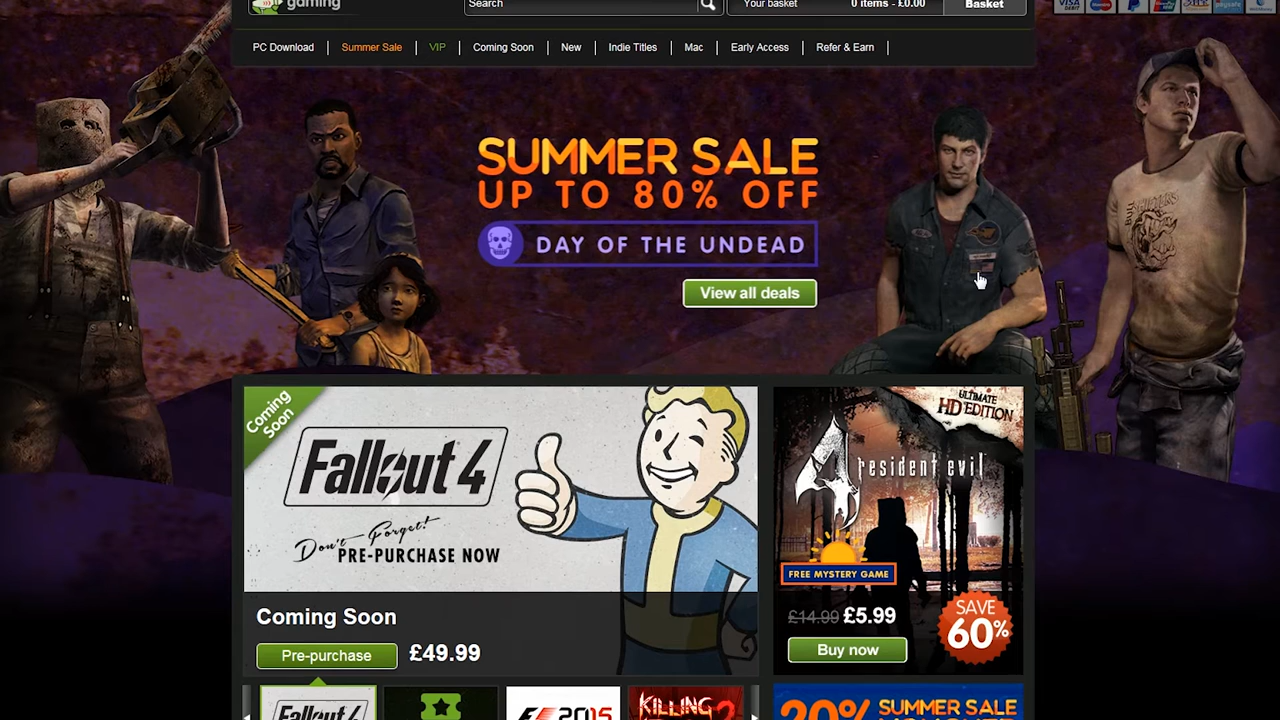 gaming
Search
Your basket
0 items - £0.00
Basket
VISA
DEBIT
PC Download
Summer Sale
VIP
Coming Soon
New
Indie Titles
Mac
Early Access
Refer & Earn
SUMMER SALE
UP TO 80% OFF
DAY OF THE UNDEAD
View all deals
Coming
Soon
Fallout 4
Don't Forget!
PRE-PURCHASE NOW
Coming Soon
Pre-purchase
£49.99
ULTIMATE
HD EDITION
resident evil
4
FREE MYSTERY GAME
£14.99 £5.99
SAVE
60%
Buy now
Fallout 4
F1 2015
KILLING
20%
SUMMER SALE